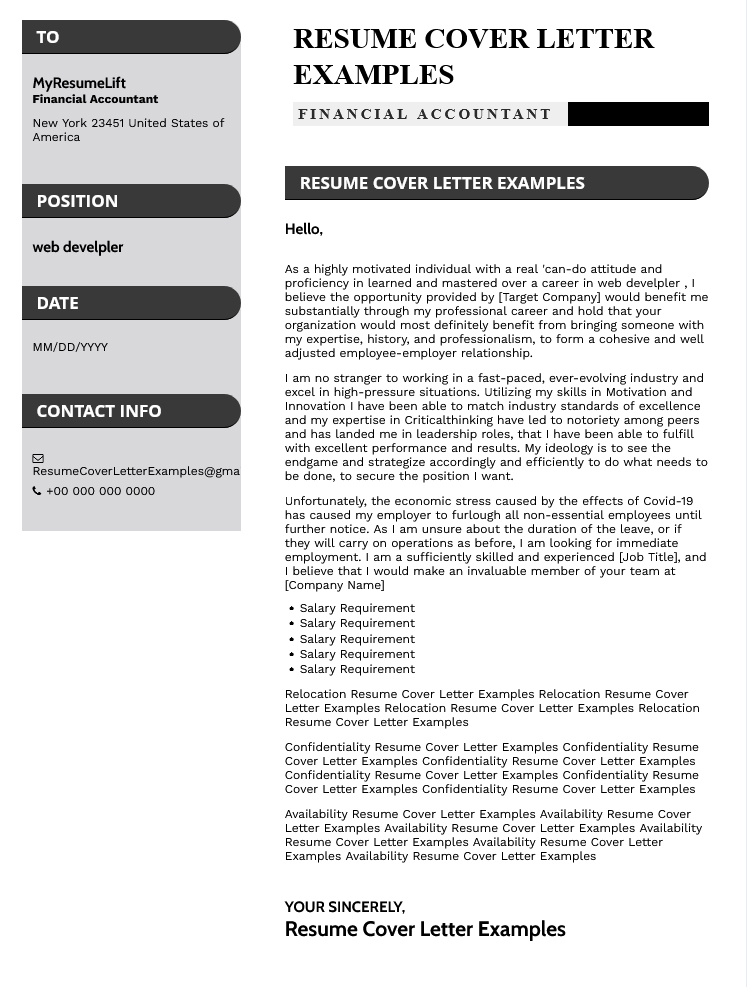 TO
MyResumeLift
Financial Accountant
New York 23451 United States of
America
POSITION
web develpler
DATE
MM/DD/YYYY
CONTACT INFO
ResumeCoverLetterExamples@gma
+00 000 000 0000
RESUME COVER LETTER
EXAMPLES
FINANCIAL ACCOUNTANT
RESUME COVER LETTER EXAMPLES
Hello,
As a highly motivated individual with a real 'can-do attitude and
proficiency in learned and mastered over a career in web develpler , I
believe the opportunity provided by [Target Company] would benefit me
substantially through my professional career and hold that your
organization would most definitely benefit from bringing someone with
my expertise, history, and professionalism, to form a cohesive and well
adjusted employee-employer relationship.
I am no stranger to working in a fast-paced, ever-evolving industry and
excel in high-pressure situations. Utilizing my skills in Motivation and
Innovation I have been able to match industry standards of excellence
and my expertise in Criticalthinking have led to notoriety among peers
and has landed me in leadership roles, that I have been able to fulfill
with excellent performance and results. My ideology is to see the
endgame and strategize accordingly and efficiently to do what needs to
be done, to secure the position I want.
Unfortunately, the economic stress caused by the effects of Covid-19
has caused my employer to furlough all non-essential employees until
further notice. As I am unsure about the duration of the leave, or if
they will carry on operations as before, I am looking for immediate
employment. I am a sufficiently skilled and experienced [Job Title], and
I believe that I would make an invaluable member of your team at
[Company Name]
• Salary Requirement
• Salary Requirement
• Salary Requirement
• Salary Requirement
• Salary Requirement
Relocation Resume Cover Letter Examples Relocation Resume Cover
Letter Examples Relocation Resume Cover Letter Examples Relocation
Resume Cover Letter Examples
Confidentiality Resume Cover Letter Examples Confidentiality Resume
Cover Letter Examples Confidentiality Resume Cover Letter Examples
Confidentiality Resume Cover Letter Examples Confidentiality Resume
Cover Letter Examples Confidentiality Resume Cover Letter Examples
Availability Resume Cover Letter Examples Availability Resume Cover
Letter Examples Availability Resume Cover Letter Examples Availability
Resume Cover Letter Examples Availability Resume Cover Letter
Examples Availability Resume Cover Letter Examples
YOUR SINCERELY,
Resume Cover Letter Examples